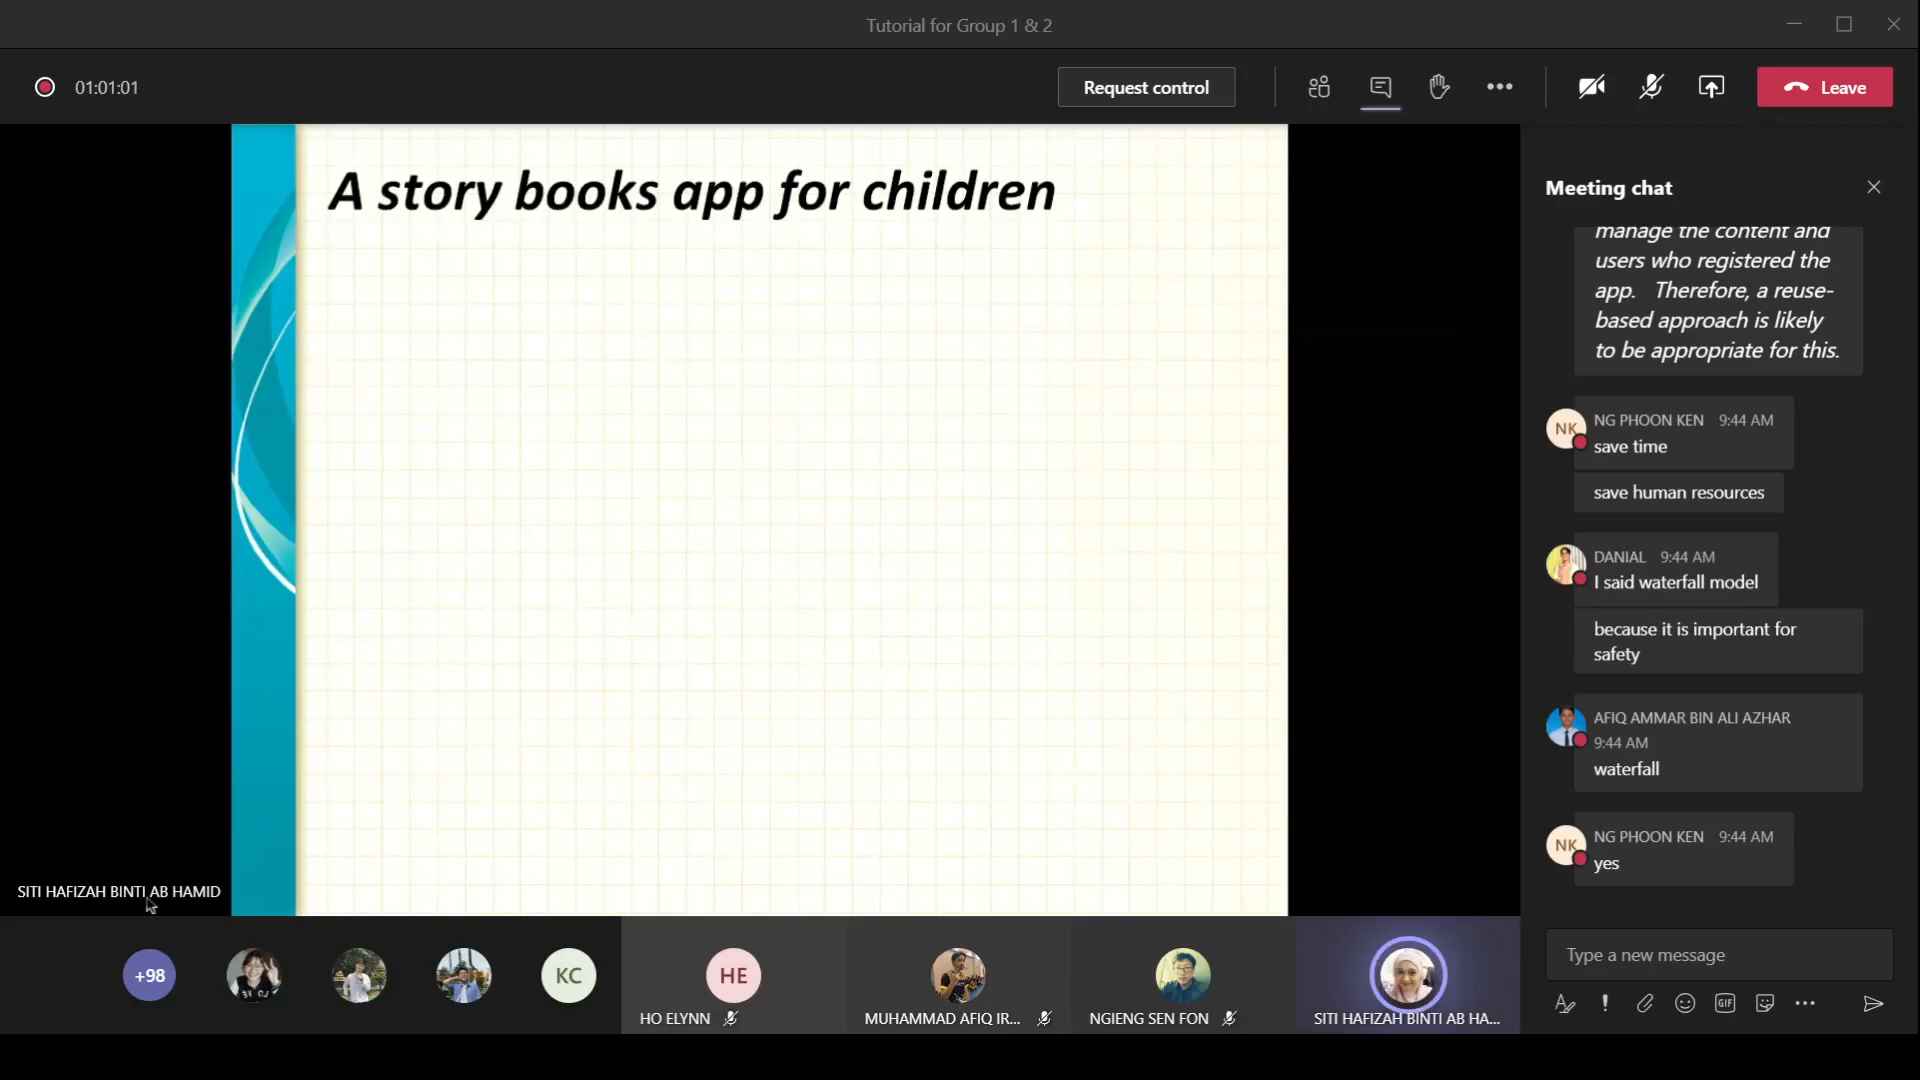 Tutorial for Group 1 & 2
01:01:01
Request control
Leave
A story books app for children
SITI HAFIZAH BINTI AB HAMID
Meeting chat
manage the content and
users who registered the
app. Therefore, a reuse-
based approach is likely
to be appropriate for this.
NK
NG PHOON KEN 9:44 AM
save time
save human resources
DANIAL 9:44 AM
I said waterfall model
because it is important for
safety
AFIQ AMMAR BIN ALI AZHAR
9:44 AM
waterfall
NK
NG PHOON KEN 9:44 AM
yes
Type a new message
GIF
+98
KC
HE
HO ELYNN
MUHAMMAD AFIQ IR...
NGIENG SEN FON
SITI HAFIZAH BINTI AB HA...